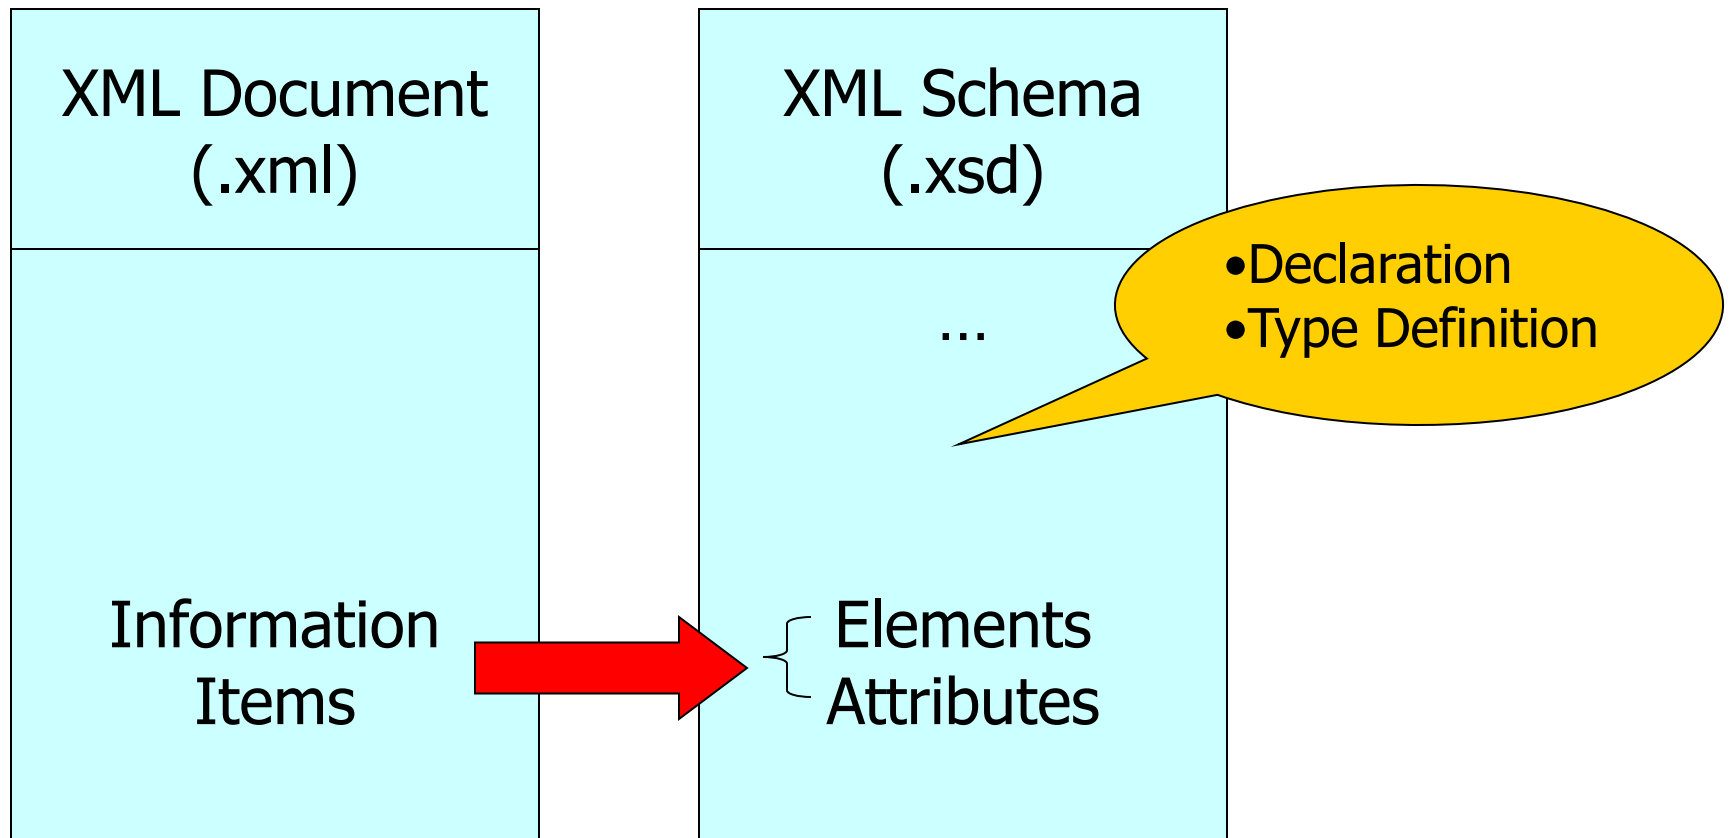 XML Document
(.xml)
XML Schema
(.xsd)
•Declaration
•Type Definition
...
Information
Items
Elements
Attributes